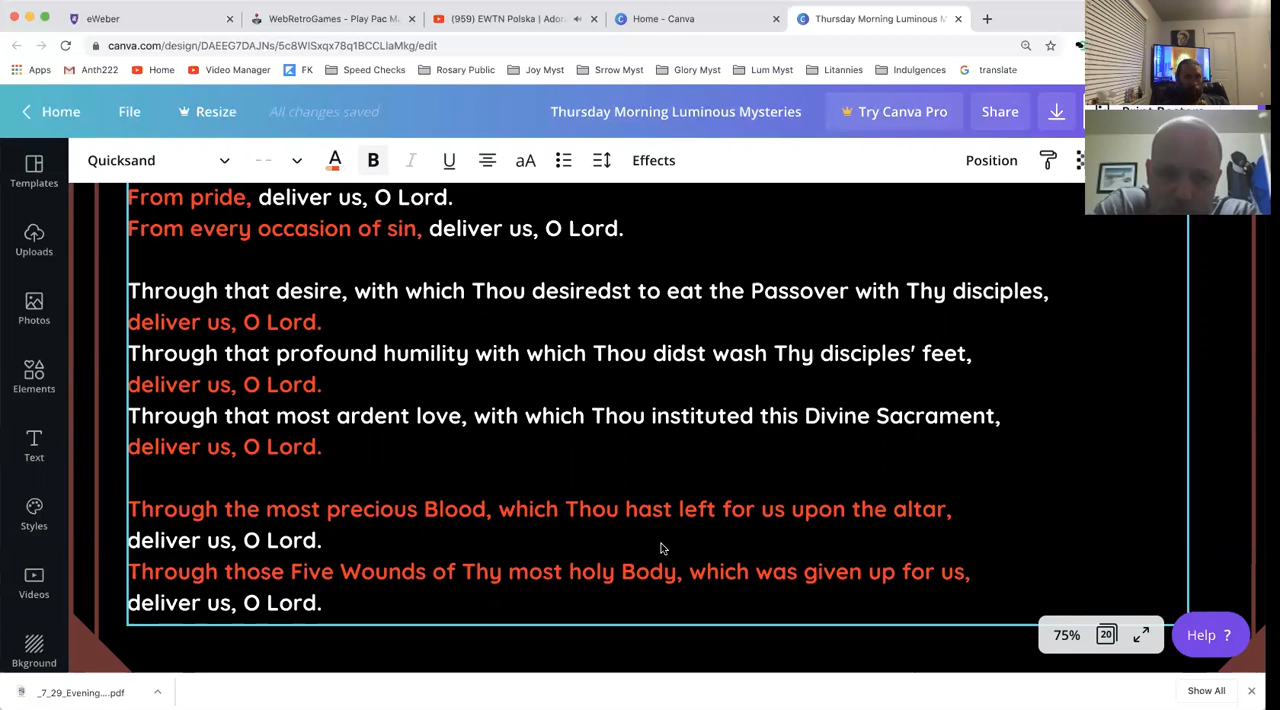 eWeber
WebRetroGames - Play Pac M
(959) EWTN Polska | Ador
Home - Canva
Thursday Morning Luminous M
canva.com/design/DAEEG7DAJNs/5c8WlSxqx78q1BCCLlaMkg/edit
Apps
Anth222
Home
Video Manager
FK
Speed Checks
Rosary Public
Joy Myst
Srrow Myst
Glory Myst
Lum Myst
Litannies
Indulgences
translate
Home
File
Resize
All changes saved
Thursday Morning Luminous Mysteries
Try Canva Pro
Share
Quicksand
--
A
B
I
U
aA
Effects
Position
Templates
Uploads
Photos
Elements
Text
Styles
Videos
Bkground
From pride, deliver us, O Lord.
From every occasion of sin, deliver us, O Lord.
Through that desire, with which Thou desiredst to eat the Passover with Thy disciples,
deliver us, O Lord.
Through that profound humility with which Thou didst wash Thy disciples' feet,
deliver us, O Lord.
Through that most ardent love, with which Thou instituted this Divine Sacrament,
deliver us, O Lord.
Through the most precious Blood, which Thou hast left for us upon the altar,
deliver us, O Lord.
Through those Five Wounds of Thy most holy Body, which was given up for us,
deliver us, O Lord.
75%
20
Help ?
_7_29_Evening....pdf
Show All